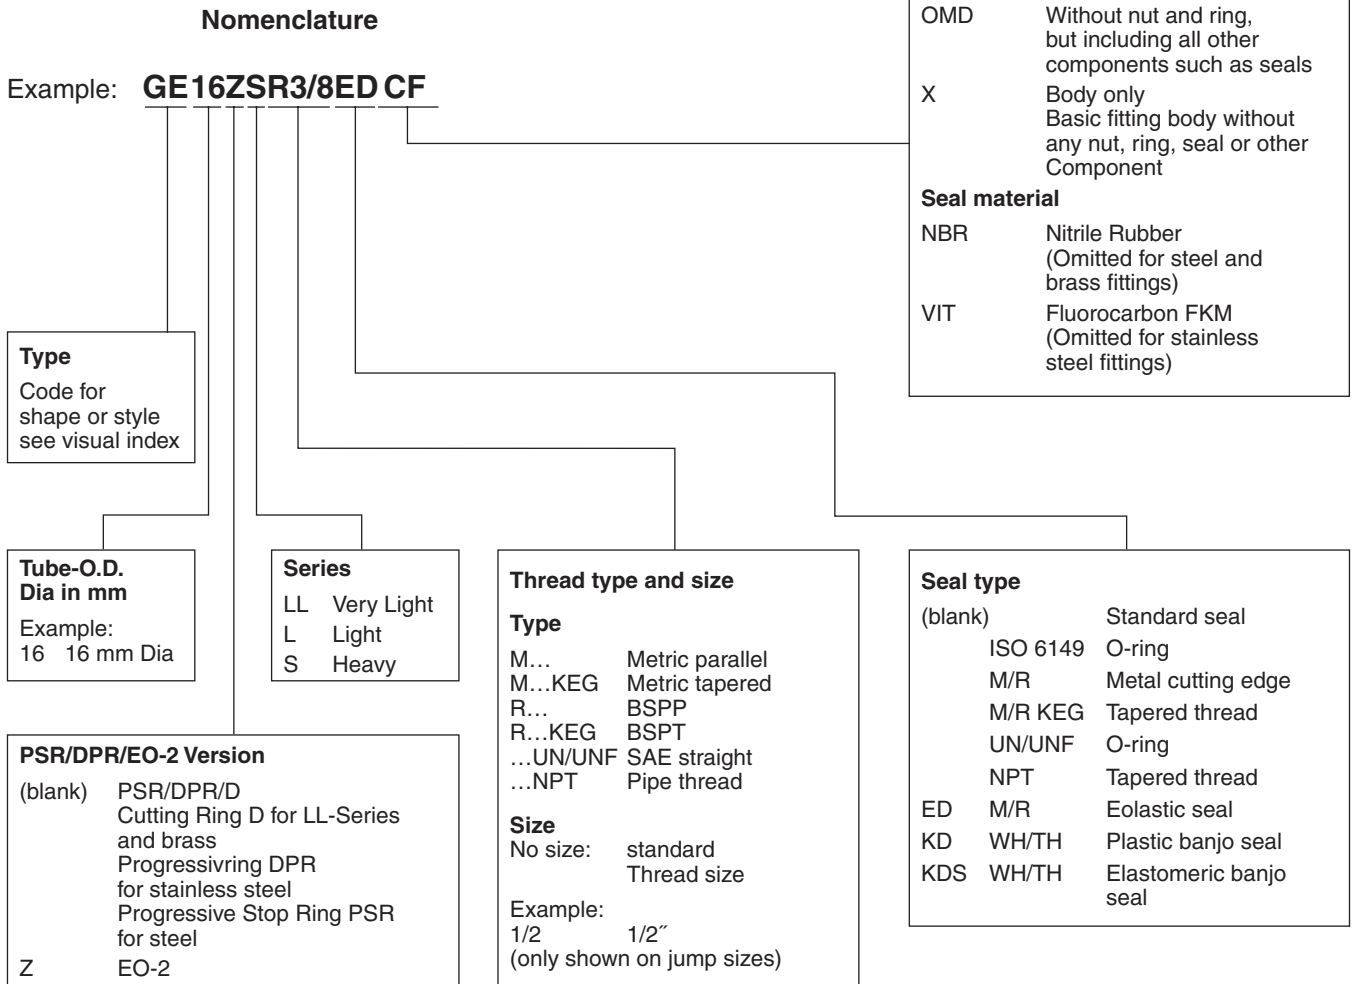 Nomenclature
Example: GE16ZSR3/8ED CF
OMD Without nut and ring,
but including all other
components such as seals
X Body only
Basic fitting body without
any nut, ring, seal or other
Component
Seal material
NBR Nitrile Rubber
(Omitted for steel and
brass fittings)
VIT Fluorocarbon FKM
(Omitted for stainless
steel fittings)
Type
Code for
shape or style
see visual index
Tube-O.D.
Dia in mm
Example:
16 16 mm Dia
Series
LL Very Light
L Light
S Heavy
PSR/DPR/EO-2 Version
(blank) PSR/DPR/D
Cutting Ring D for LL-Series
and brass
Progressivring DPR
for stainless steel
Progressive Stop Ring PSR
for steel
Z EO-2
Thread type and size
Type
M… Metric parallel
M…KEG Metric tapered
R… BSPP
R…KEG BSPT
…UN/UNF SAE straight
…NPT Pipe thread
Size
No size: standard
Thread size
Example:
1/2 1/2˝
(only shown on jump sizes)
Seal type
(blank) Standard seal
ISO 6149 O-ring
M/R Metal cutting edge
M/R KEG Tapered thread
UN/UNF O-ring
NPT Tapered thread
ED M/R Eolastic seal
KD WH/TH Plastic banjo seal
KDS WH/TH Elastomeric banjo
seal